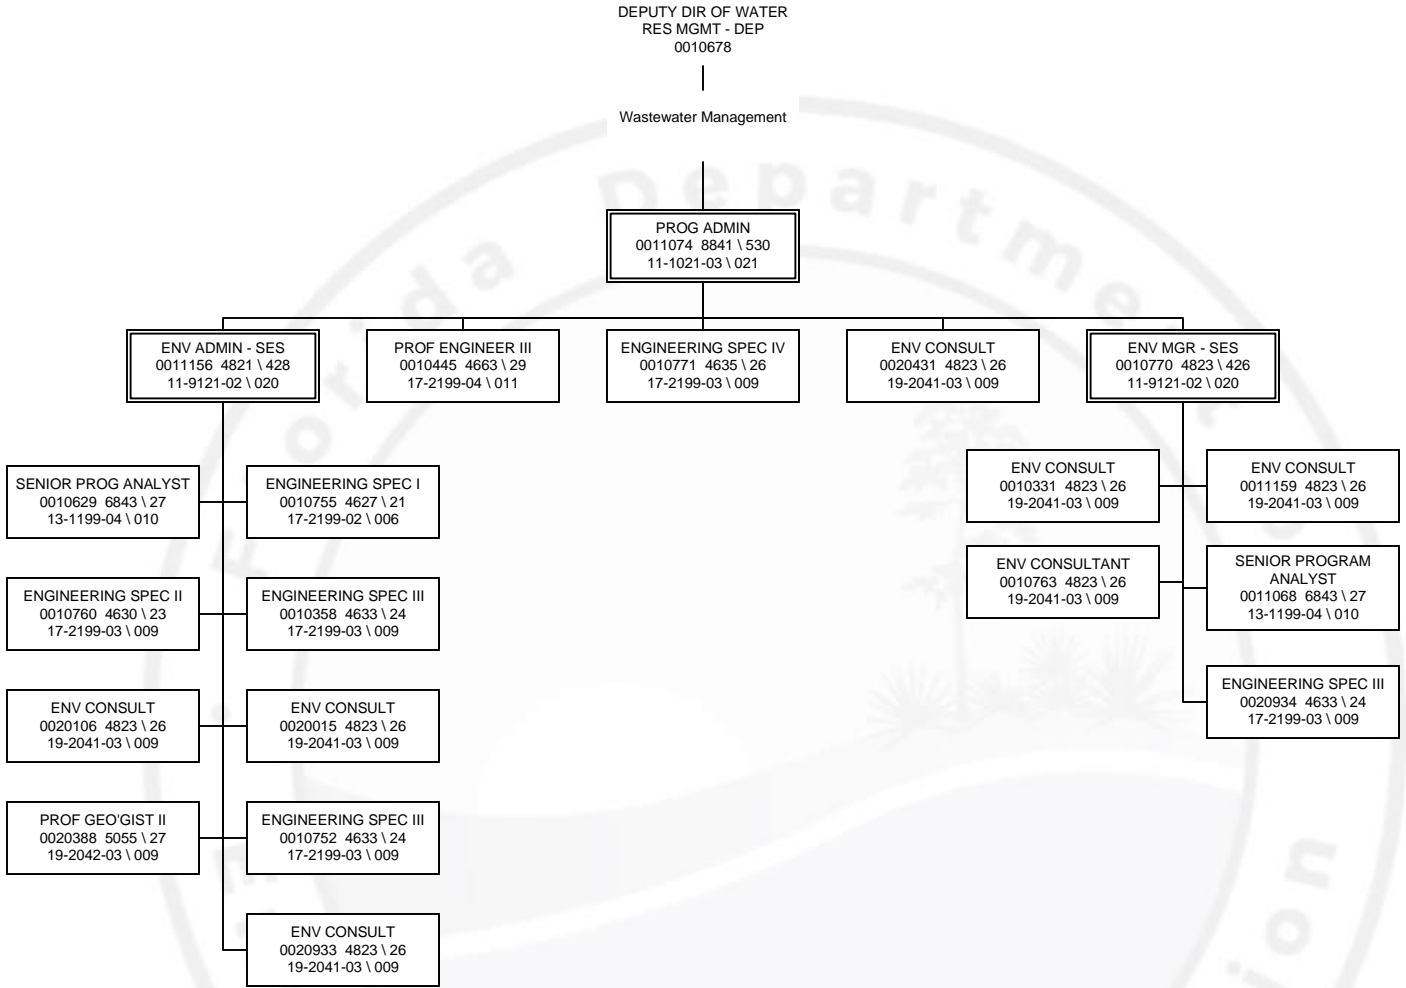 DEPUTY DIR OF WATER
RES MGMT - DEP
0010678
Wastewater Management
PROG ADMIN
0011074 8841 \ 530
11-1021-03 \ 021
ENV ADMIN - SES
0011156 4821 \ 428
11-9121-02 \ 020
PROF ENGINEER III
0010445 4663 \ 29
17-2199-04 \ 011
ENGINEERING SPEC IV
0010771 4635 \ 26
17-2199-03 \ 009
ENV CONSULT
0020431 4823 \ 26
19-2041-03 \ 009
ENV MGR - SES
0010770 4823 \ 426
11-9121-02 \ 020
SENIOR PROG ANALYST
0010629 6843 \ 27
13-1199-04 \ 010
ENGINEERING SPEC I
0010755 4627 \ 21
17-2199-02 \ 006
ENGINEERING SPEC II
0010760 4630 \ 23
17-2199-03 \ 009
ENGINEERING SPEC III
0010358 4633 \ 24
17-2199-03 \ 009
ENV CONSULT
0020106 4823 \ 26
19-2041-03 \ 009
ENV CONSULT
0020015 4823 \ 26
19-2041-03 \ 009
PROF GEO'GIST II
0020388 5055 \ 27
19-2042-03 \ 009
ENGINEERING SPEC III
0010752 4633 \ 24
17-2199-03 \ 009
ENV CONSULT
0020933 4823 \ 26
19-2041-03 \ 009
ENV CONSULT
0010331 4823 \ 26
19-2041-03 \ 009
ENV CONSULT
0011159 4823 \ 26
19-2041-03 \ 009
ENV CONSULTANT
0010763 4823 \ 26
19-2041-03 \ 009
SENIOR PROGRAM
ANALYST
0011068 6843 \ 27
13-1199-04 \ 010
ENGINEERING SPEC III
0020934 4633 \ 24
17-2199-03 \ 009
Florida Department